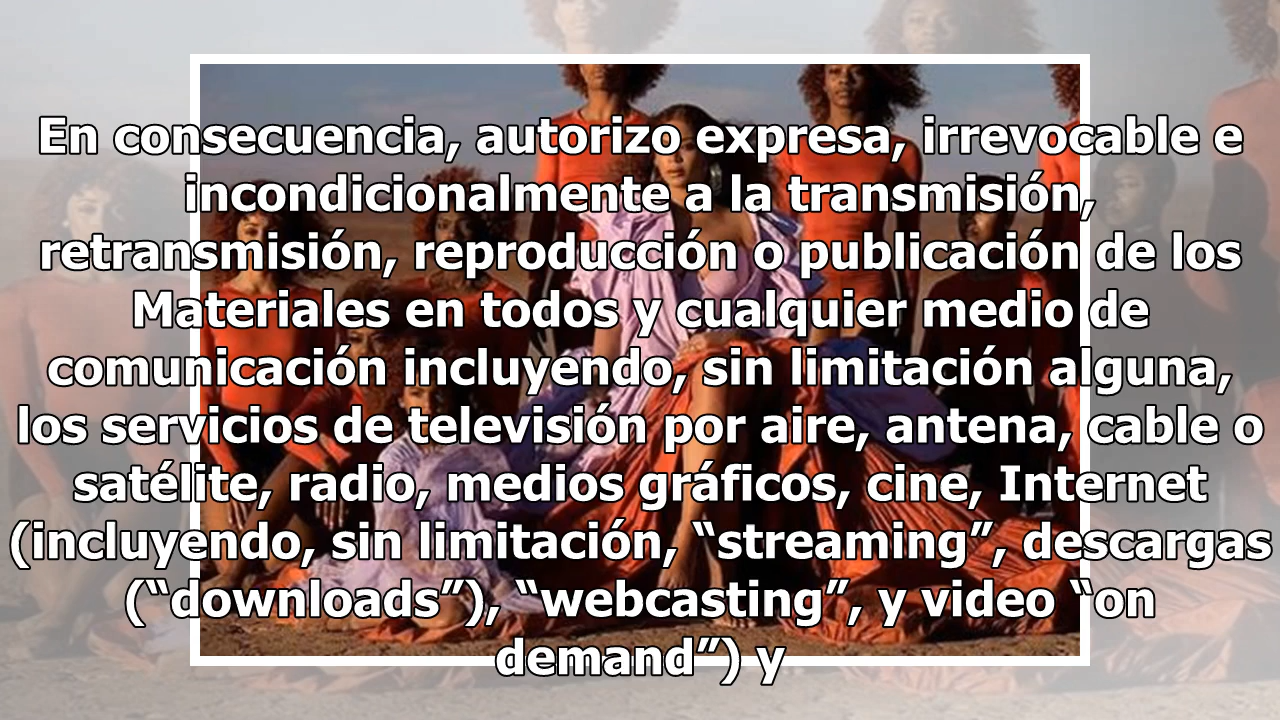 En consecuencia, autorizo expresa, irrevocable e
incondicionalmente a la transmisión,
retransmisión, reproducción o publicación de los
Materiales en todos y cualquier medio de
comunicación incluyendo, sin limitación alguna,
los servicios de televisión por aire, antena, cable o
satélite, radio, medios gráficos, cine, Internet
(incluyendo, sin limitación, “streaming”, descargas
(“downloads”), “webcasting”, y video “on
demand”) y